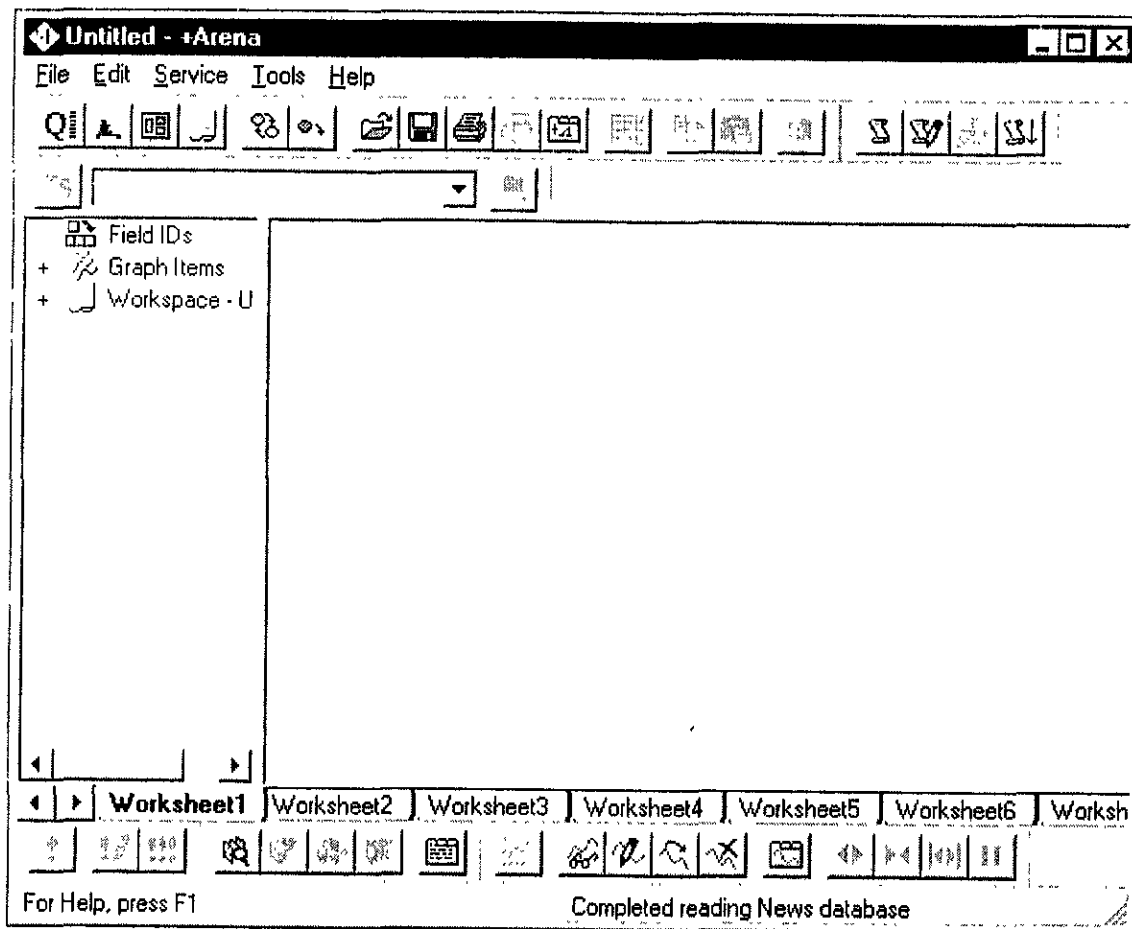 Untitled - +Arena
File Edit Service Tools Help
Field IDs
+ Graph Items
+ Workspace - U
Worksheet1 Worksheet2 Worksheet3 Worksheet4 Worksheet5 Worksheet6 Worksh
For Help, press F1 Completed reading News database